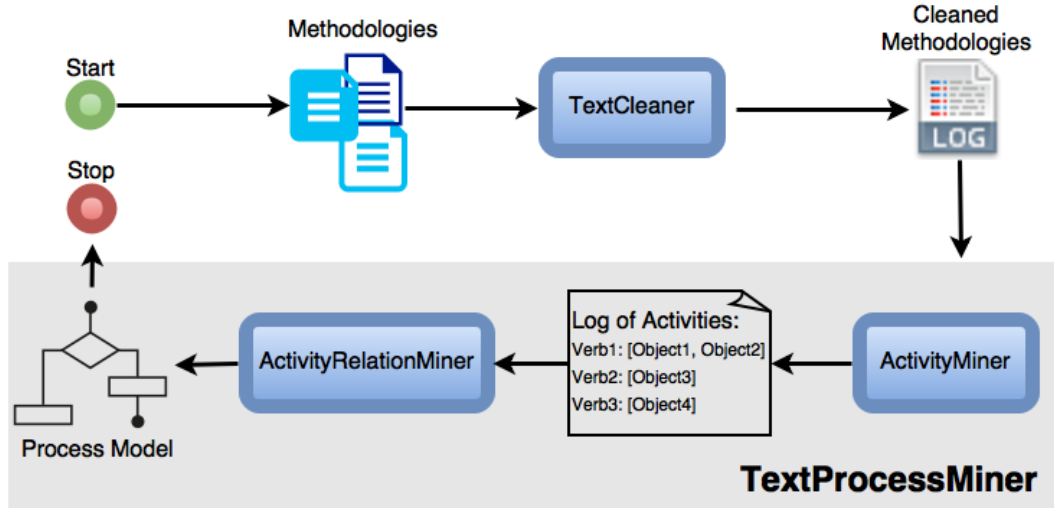 Start
Methodologies
TextCleaner
Cleaned
Methodologies
LOG
Stop
Log of Activities:
Verb1: [Object1, Object2]
Verb2: [Object3]
Verb3: [Object4]
ActivityRelationMiner
ActivityMiner
Process Model
TextProcessMiner